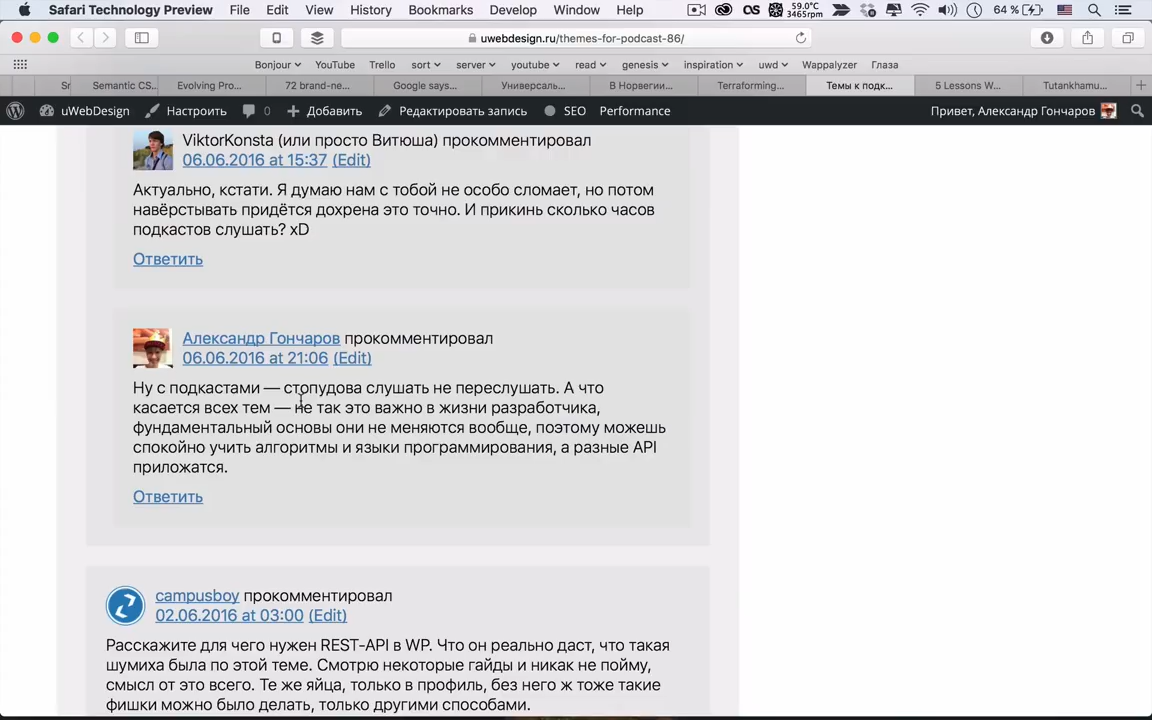 Safari Technology Preview File Edit View History Bookmarks Develop Window Help 59.0°C 3465rpm 64 %
uwebdesign.ru/themes-for-podcast-86/
Bonjour YouTube Trello sort server youtube read genesis inspiration uwd Wappalyzer Глаза
Semantic CS... Evolving Pro... 72 brand-ne... Google says... Универсаль... В Норвегии... Terraforming... Темы к подк... 5 Lessons W... Tutankhamu...
uWebDesign Настроить 0 Добавить Редактировать запись SEO Performance Привет, Александр Гончаров
ViktorKonsta (или просто Витюша) прокомментировал
06.06.2016 at 15:37 (Edit)
Актуально, кстати. Я думаю нам с тобой не особо сломает, но потом
навёрстывать придётся дохрена это точно. И прикинь сколько часов
подкастов слушать? xD
Ответить
Александр Гончаров прокомментировал
06.06.2016 at 21:06 (Edit)
Ну с подкастами — стопудова слушать не переслушать. А что
касается всех тем — не так это важно в жизни разработчика,
фундаментальный основы они не меняются вообще, поэтому можешь
спокойно учить алгоритмы и языки программирования, а разные API
приложатся.
Ответить
campusboy прокомментировал
02.06.2016 at 03:00 (Edit)
Расскажите для чего нужен REST-API в WP. Что он реально даст, что такая
шумиха была по этой теме. Смотрю некоторые гайды и никак не пойму,
смысл от это всего. Те же яйца, только в профиль, без него ж тоже такие
фишки можно было делать, только другими способами.